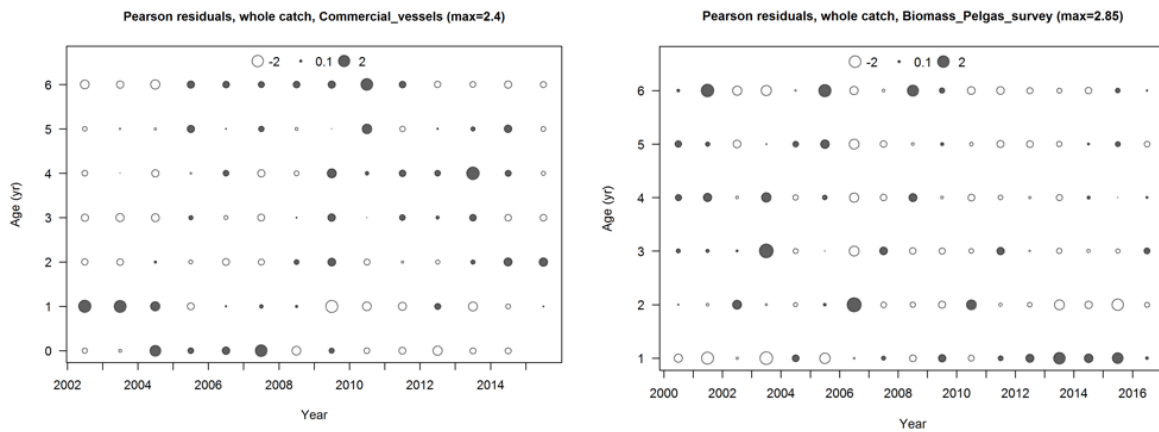 Pearson residuals, whole catch, Commercial_vessels (max=2.4)
-2 0.1 2
6
5
4
3
2
1
0
Age (yr)
2002 2004 2006 2008 2010 2012 2014
Year
Pearson residuals, whole catch, Biomass_Pelgas_survey (max=2.85)
-2 0.1 2
6
5
4
3
2
1
Age (yr)
2000 2002 2004 2006 2008 2010 2012 2014 2016
Year